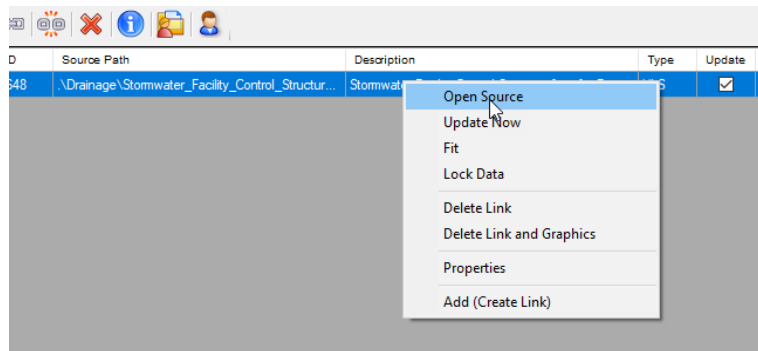 Source Path Description Type Update
.\Drainage\Stormwater_Facility_Control_Structur...
Open Source
Update Now
Fit
Lock Data
Delete Link
Delete Link and Graphics
Properties
Add (Create Link)